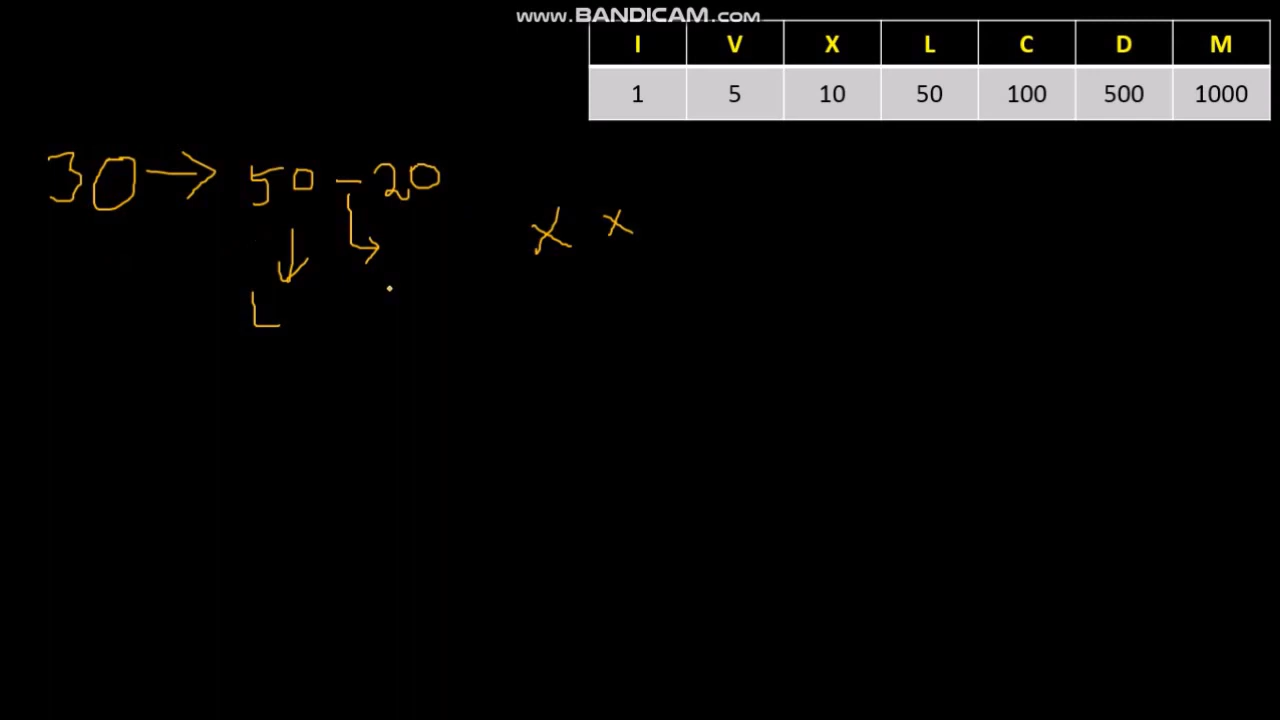 www.BANDICAM.com
I V X L C D M
1 5 10 50 100 500 1000
30 → 50 - 20
X X
L